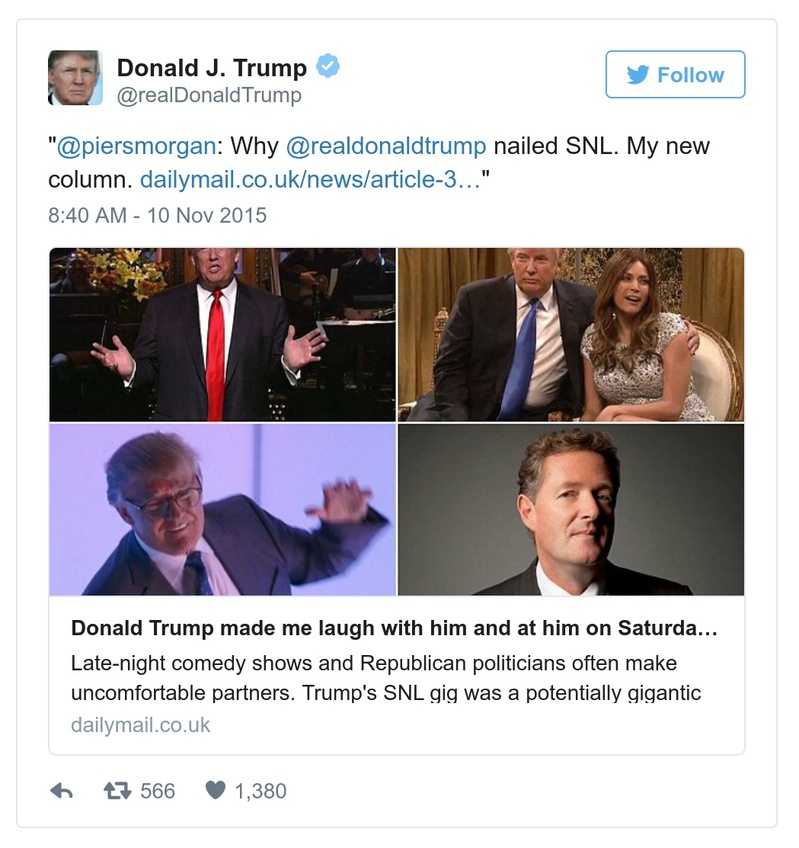 Donald J. Trump
@realDonaldTrump
Follow
"@piersmorgan: Why @realdonaldtrump nailed SNL. My new
column. dailymail.co.uk/news/article-3…"
8:40 AM - 10 Nov 2015
Donald Trump made me laugh with him and at him on Saturda…
Late-night comedy shows and Republican politicians often make
uncomfortable partners. Trump's SNL gig was a potentially gigantic
dailymail.co.uk
566
1,380